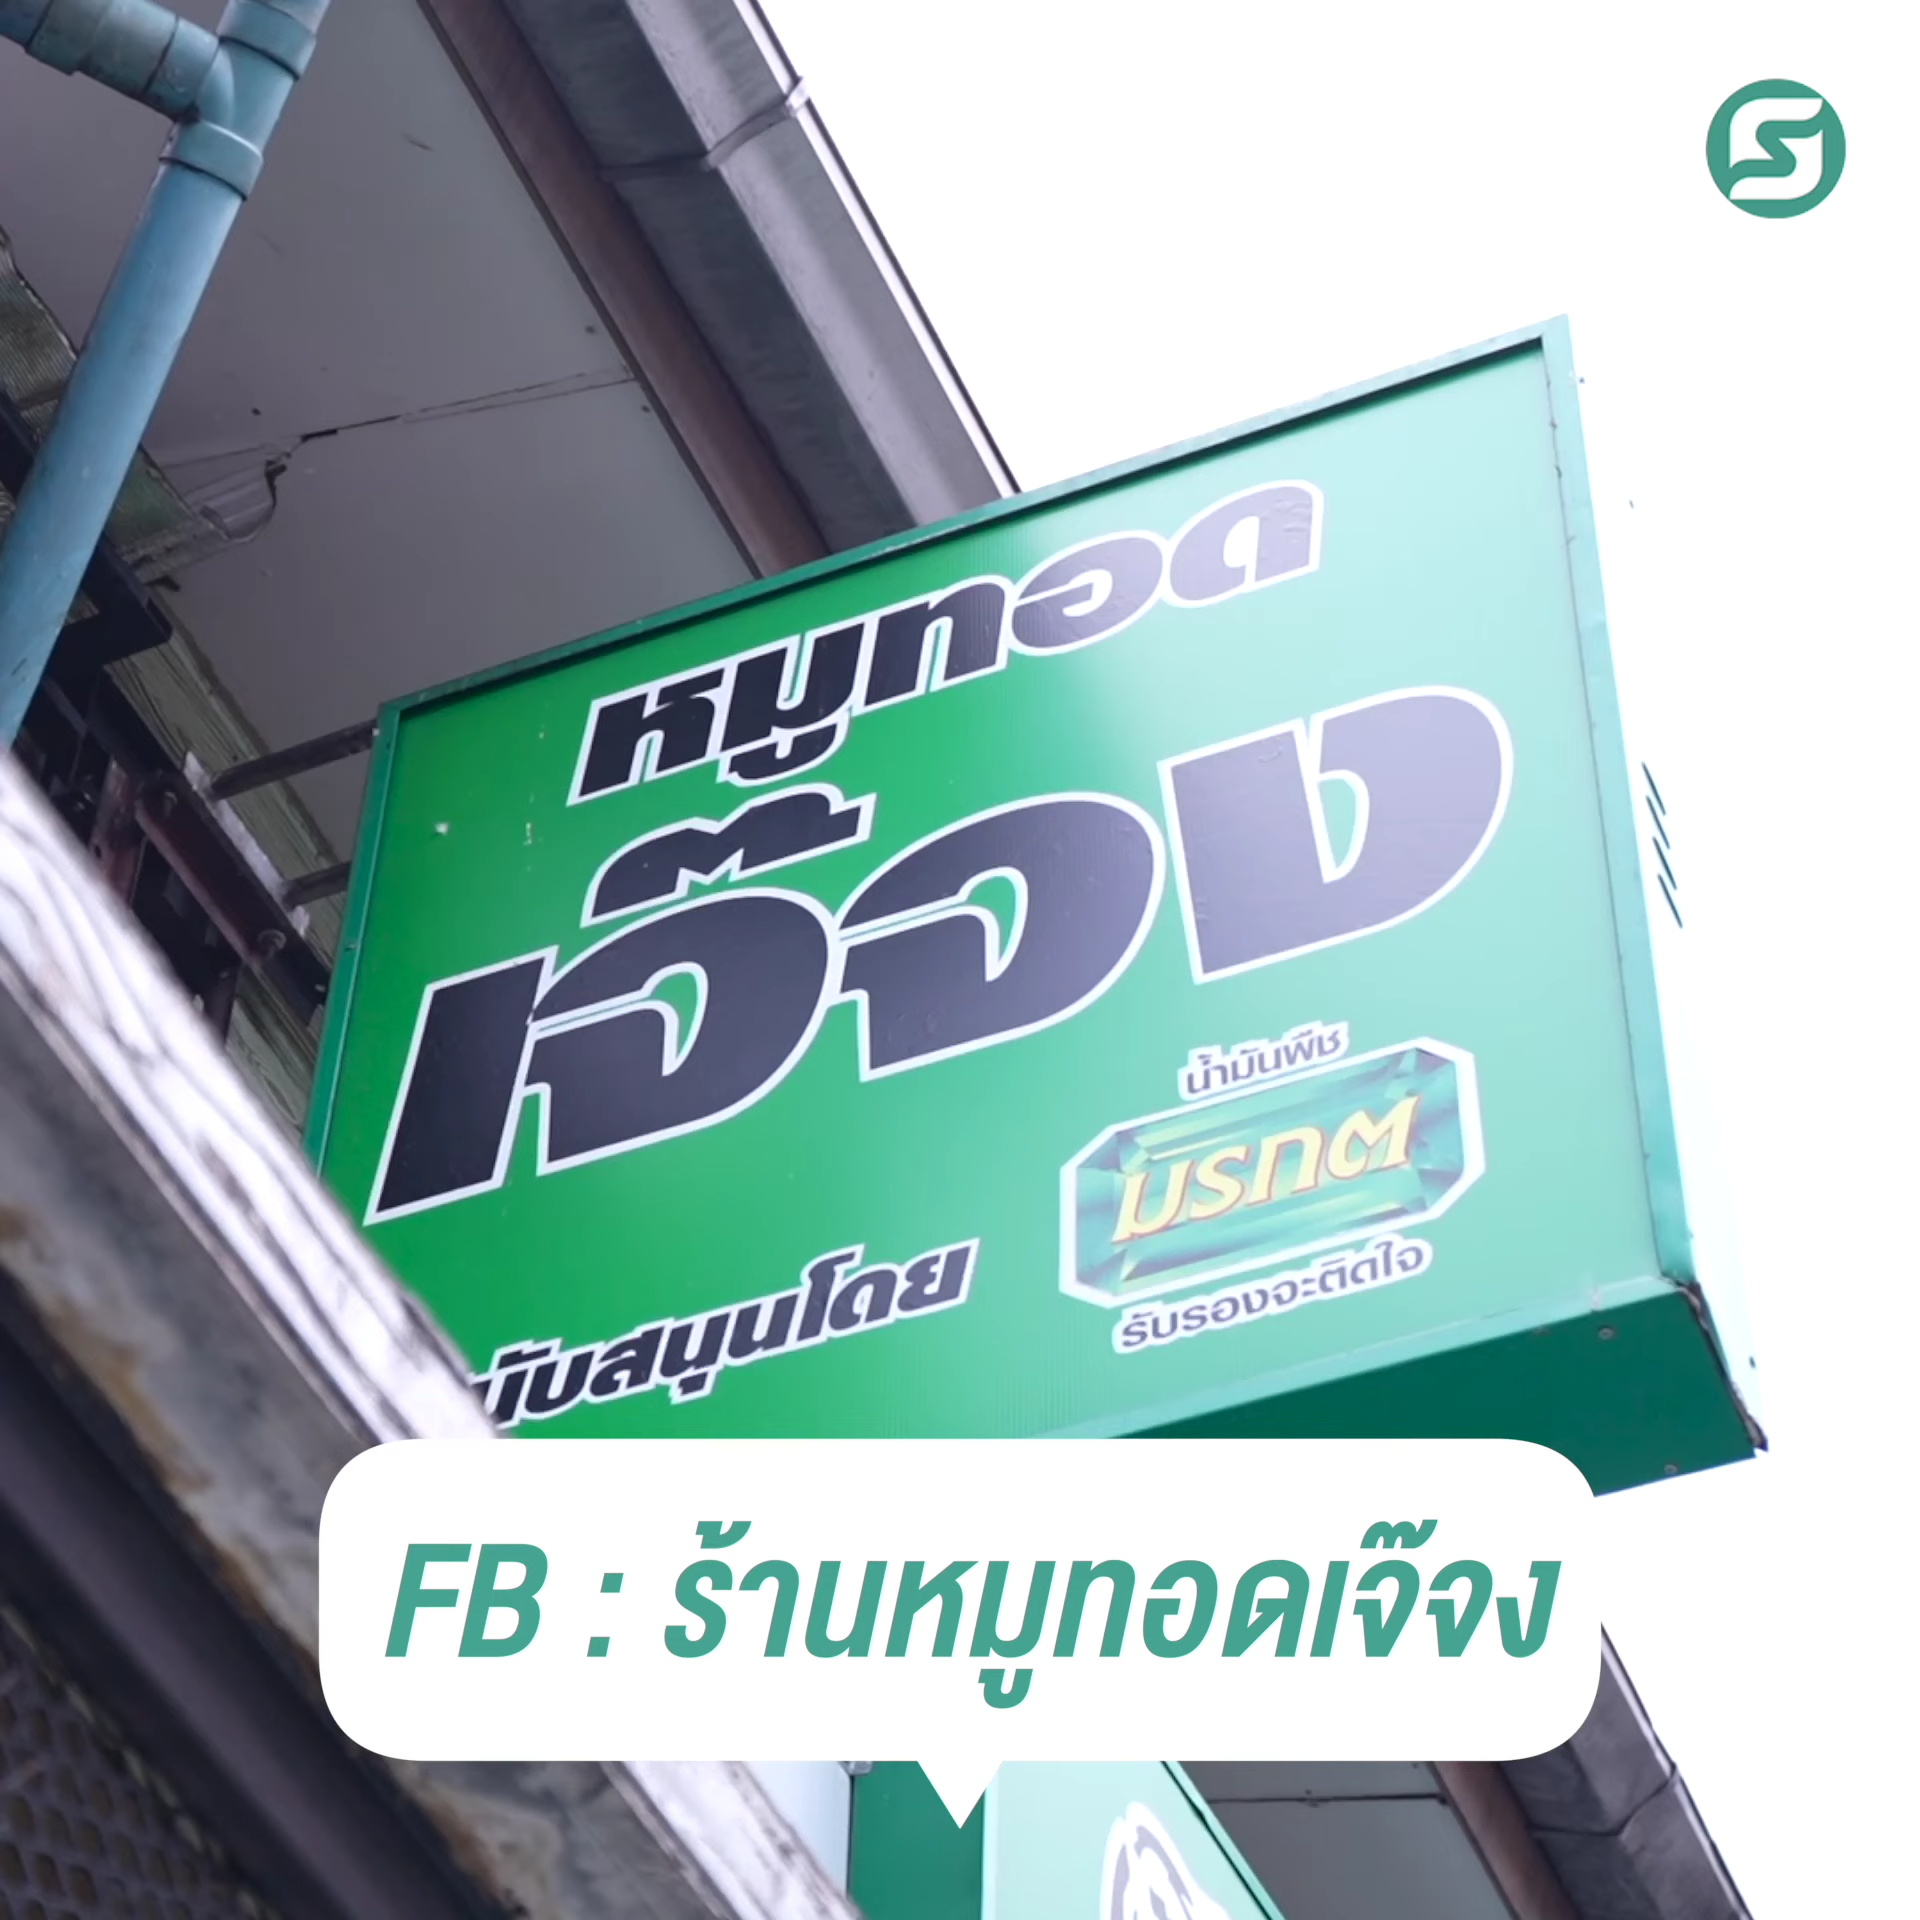 หมูทอด
เจ๊จง
น้ำมันพืช
มรกต
รับรองจะติดใจ
สนับสนุนโดย
FB : ร้านหมูทอดเจ๊จง